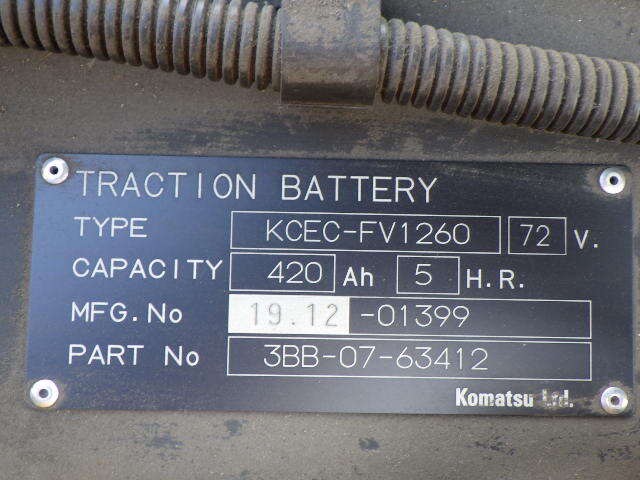 TRACTION BATTERY
TYPE KCEC-FV1260 72 V.
CAPACITY 420 Ah 5 H.R.
MFG.No 19.12 -01399
PART No 3BB-07-63412
Komatsu Ltd.